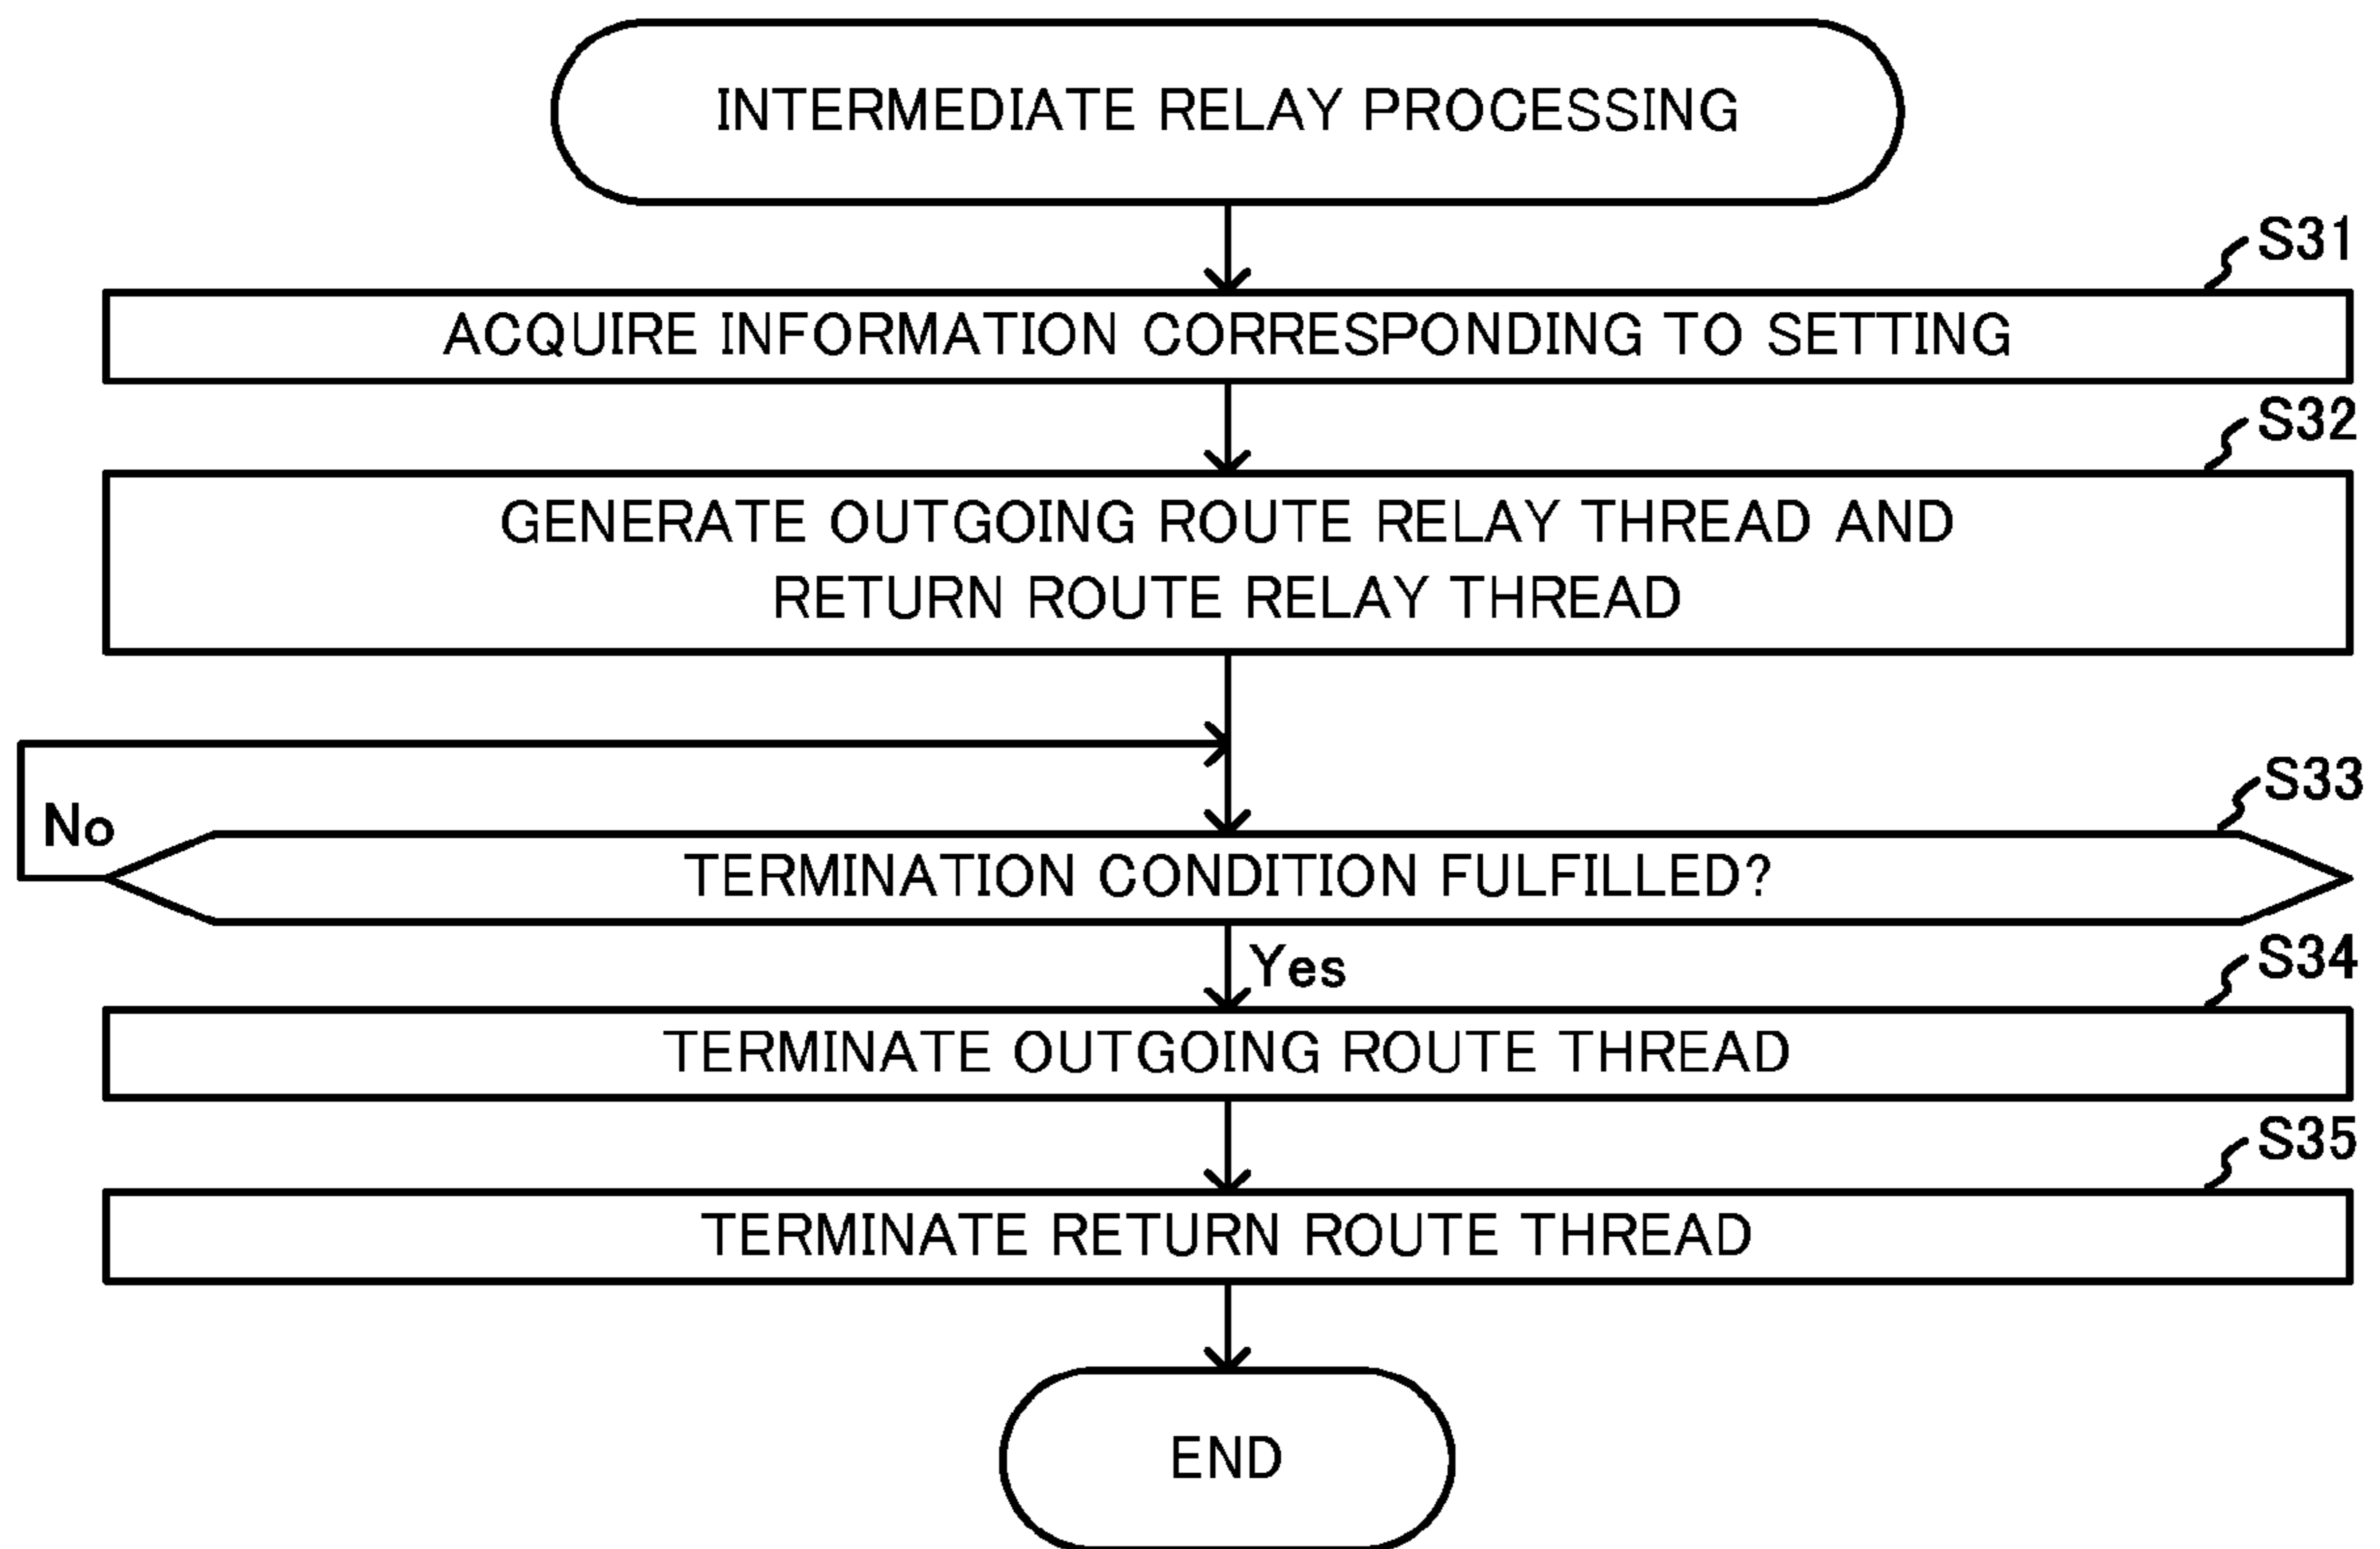 INTERMEDIATE RELAY PROCESSING
S31
ACQUIRE INFORMATION CORRESPONDING TO SETTING
S32
GENERATE OUTGOING ROUTE RELAY THREAD AND
RETURN ROUTE RELAY THREAD
S33
No
TERMINATION CONDITION FULFILLED?
Yes
S34
TERMINATE OUTGOING ROUTE THREAD
S35
TERMINATE RETURN ROUTE THREAD
END